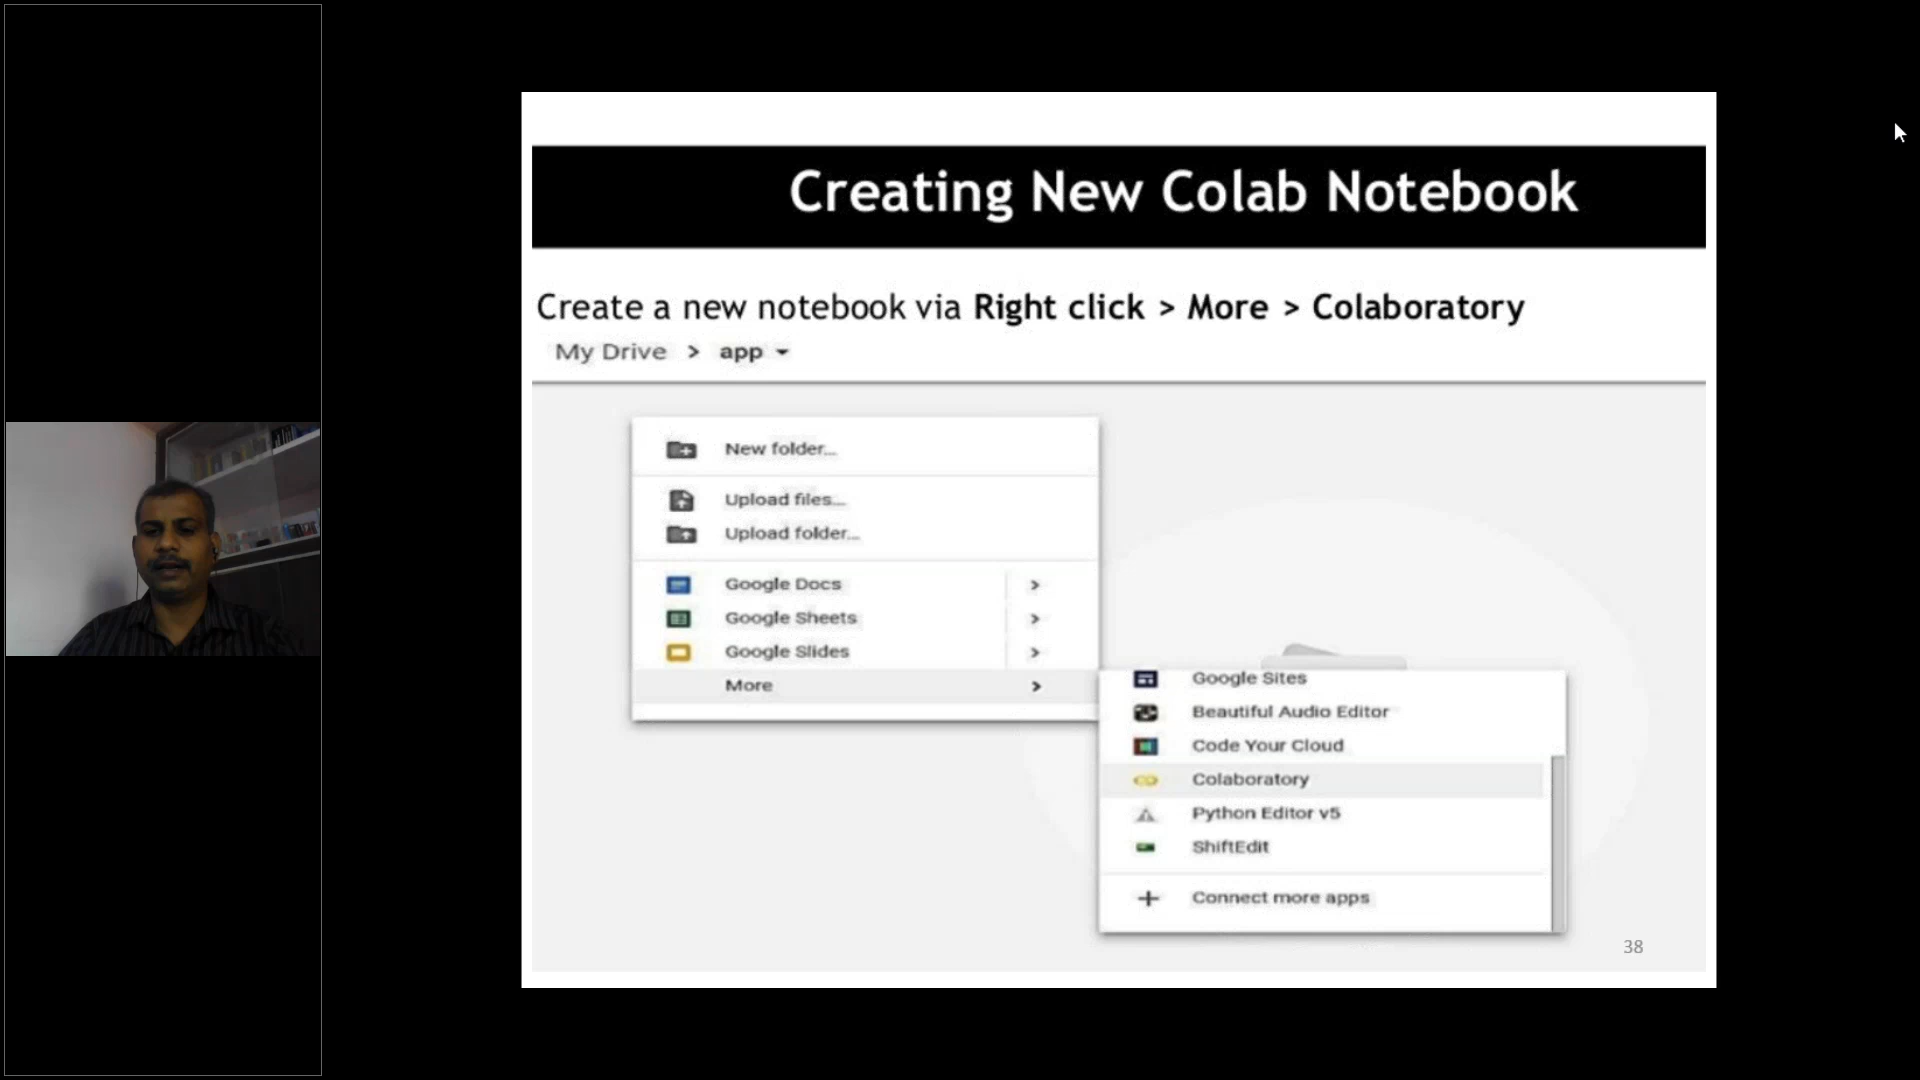 Creating New Colab Notebook
Create a new notebook via Right click > More > Colaboratory
My Drive > app
New folder...
Upload files...
Upload folder...
Google Docs >
Google Sheets >
Google Slides >
More >
Google Sites
Beautiful Audio Editor
Code Your Cloud
Colaboratory
Python Editor v5
ShiftEdit
+ Connect more apps
38